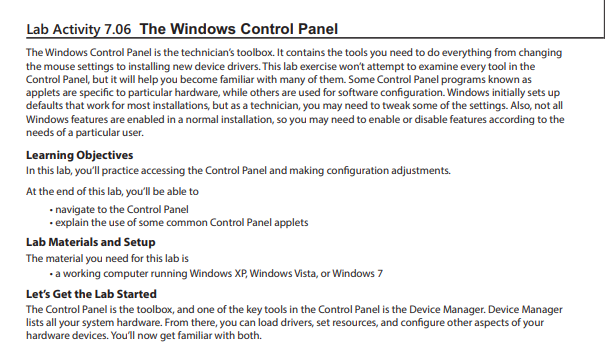 Lab Activity 7.06 The Windows Control Panel
The Windows Control Panel is the technician's toolbox. It contains the tools you need to do everything from changing
the mouse settings to installing new device drivers. This lab exercise won't attempt to examine every tool in the
Control Panel, but it will help you become familiar with many of them. Some Control Panel programs known as
applets are specific to particular hardware, while others are used for software configuration. Windows initially sets up
defaults that work for most installations, but as a technician, you may need to tweak some of the settings. Also, not all
Windows features are enabled in a normal installation, so you may need to enable or disable features according to the
needs of a particular user.
Learning Objectives
In this lab, you'll practice accessing the Control Panel and making configuration adjustments.
At the end of this lab, you'll be able to
• navigate to the Control Panel
• explain the use of some common Control Panel applets
Lab Materials and Setup
The material you need for this lab is
• a working computer running Windows XP, Windows Vista, or Windows 7
Let's Get the Lab Started
The Control Panel is the toolbox, and one of the key tools in the Control Panel is the Device Manager. Device Manager
lists all your system hardware. From there, you can load drivers, set resources, and configure other aspects of your
hardware devices. You'll now get familiar with both.